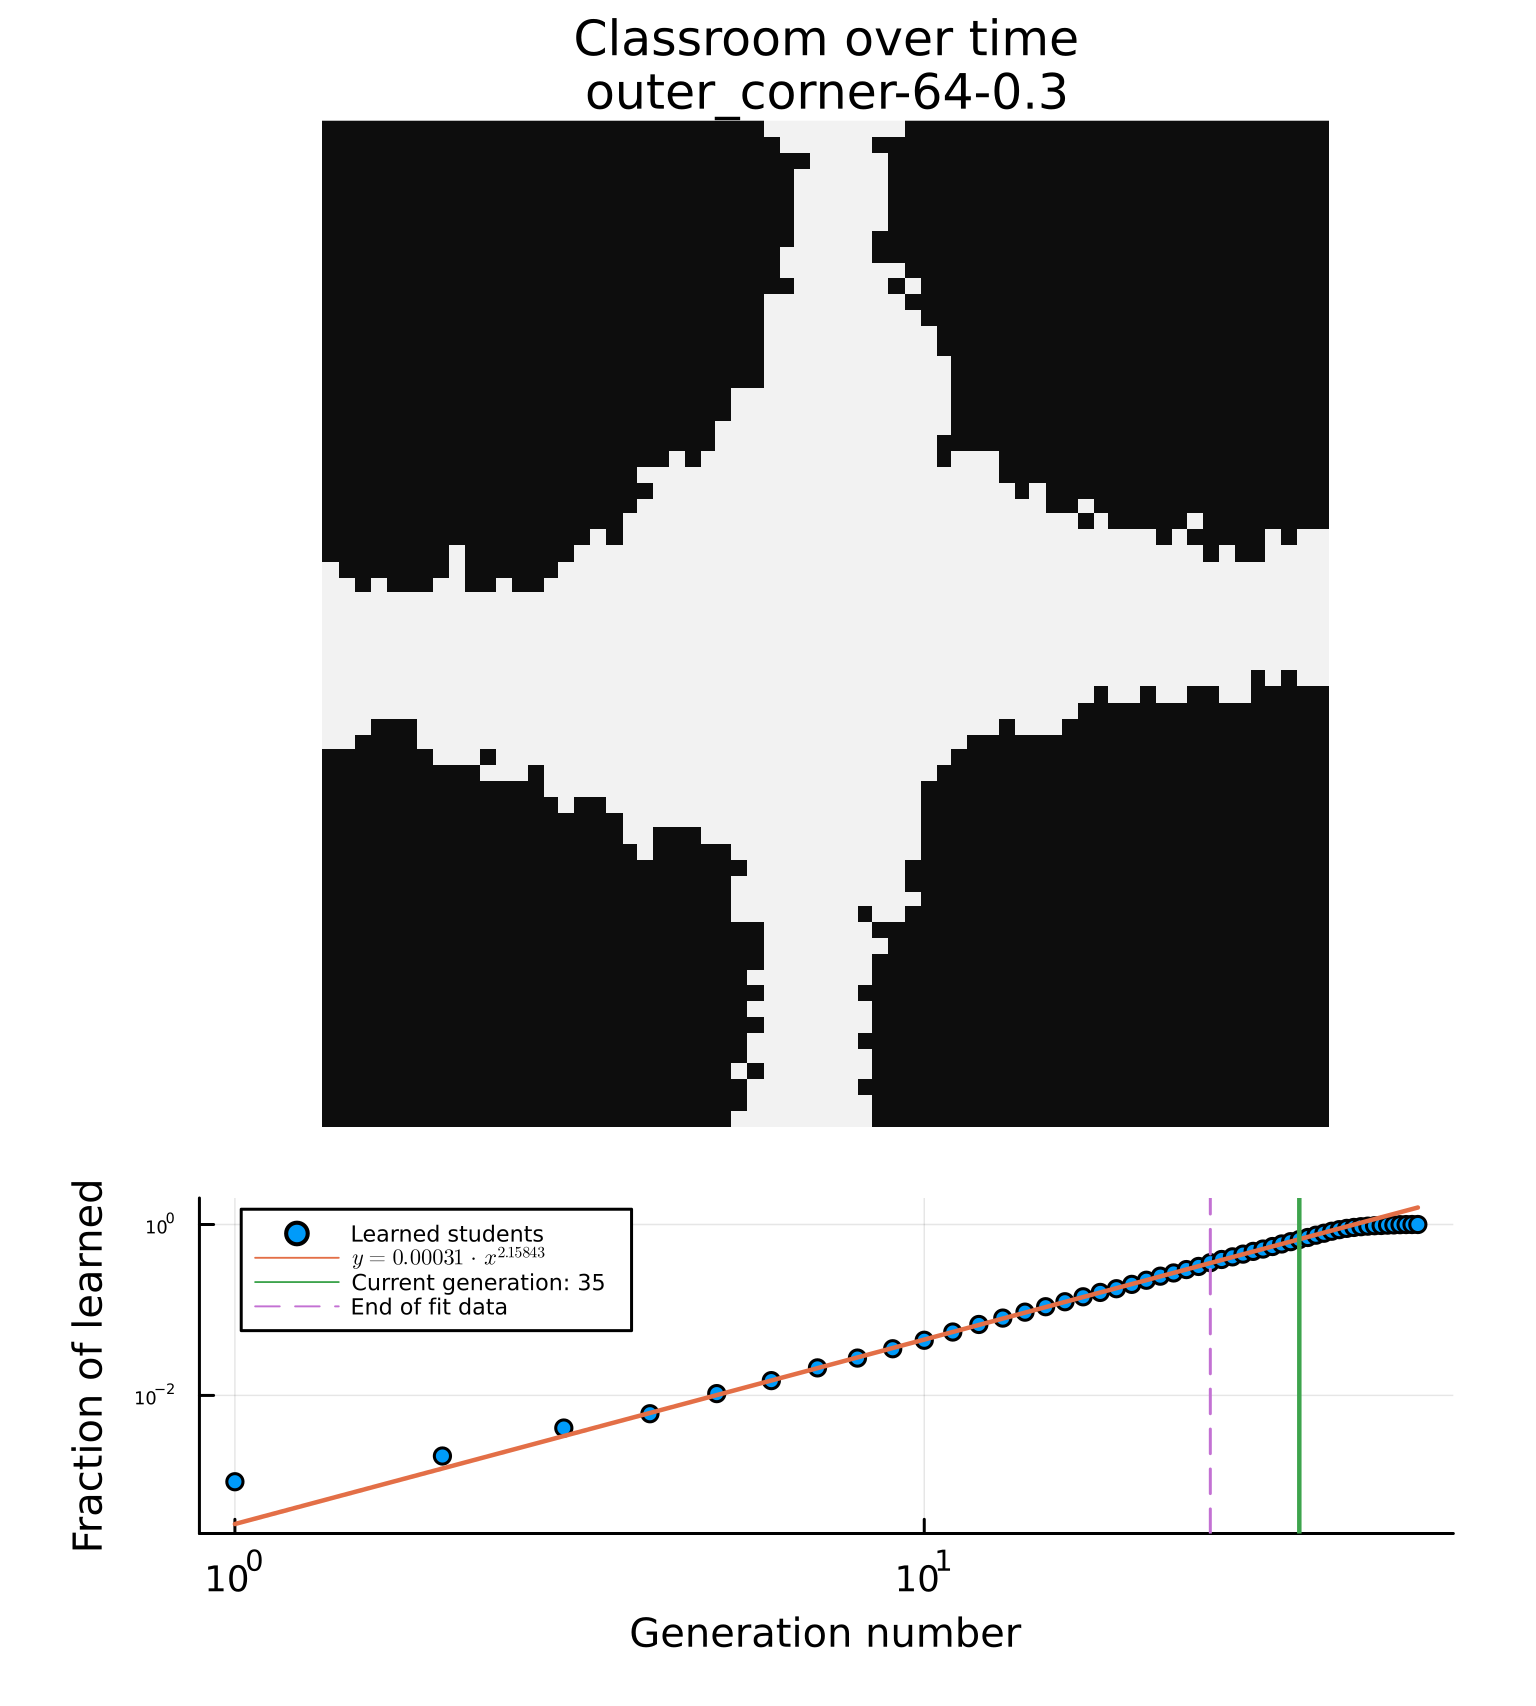 Classroom over time
outer_corner-64-0.3
Fraction of learned
10^0
10^−2
Learned students
y = 0.00031 · x^2.15843
Current generation: 35
End of fit data
10^0
10^1
Generation number